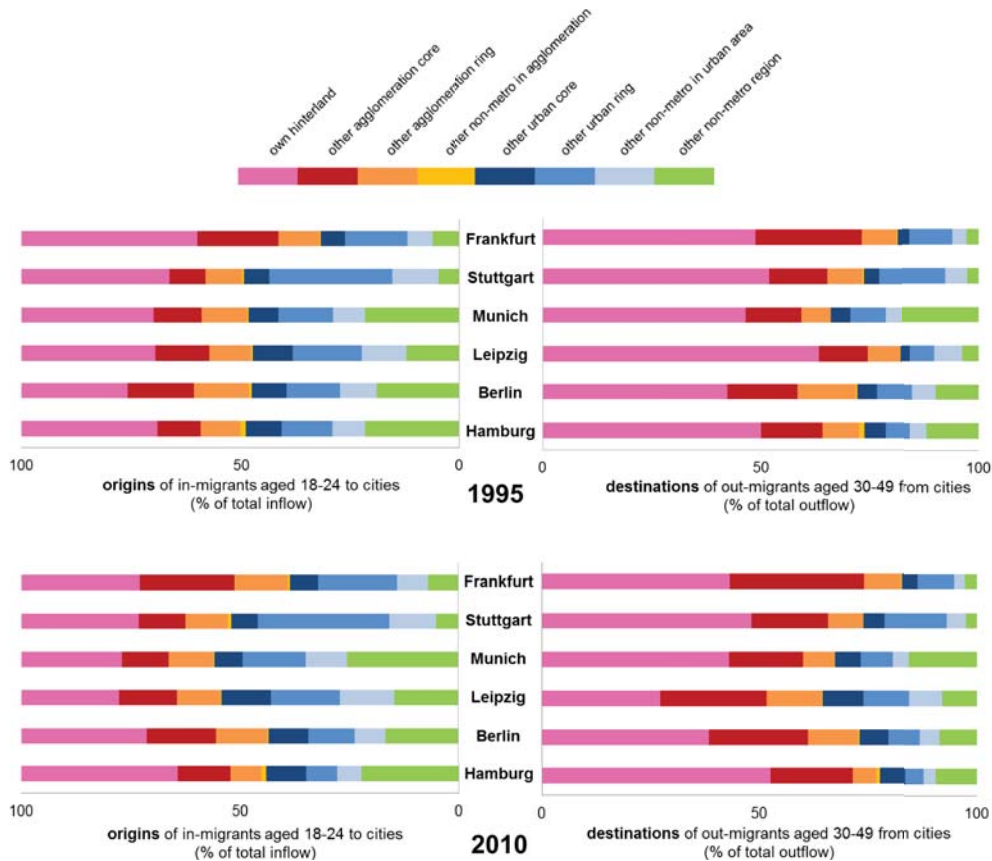 own hinterland
other agglomeration core
other agglomeration ring
other non-metro in agglomeration
other urban core
other urban ring
other non-metro in urban area
other non-metro region
Frankfurt
Stuttgart
Munich
Leipzig
Berlin
Hamburg
100 50 0 0 50 100
origins of in-migrants aged 18-24 to cities
(% of total inflow)
1995
destinations of out-migrants aged 30-49 from cities
(% of total outflow)
Frankfurt
Stuttgart
Munich
Leipzig
Berlin
Hamburg
100 50 0 0 50 100
origins of in-migrants aged 18-24 to cities
(% of total inflow)
2010
destinations of out-migrants aged 30-49 from cities
(% of total outflow)